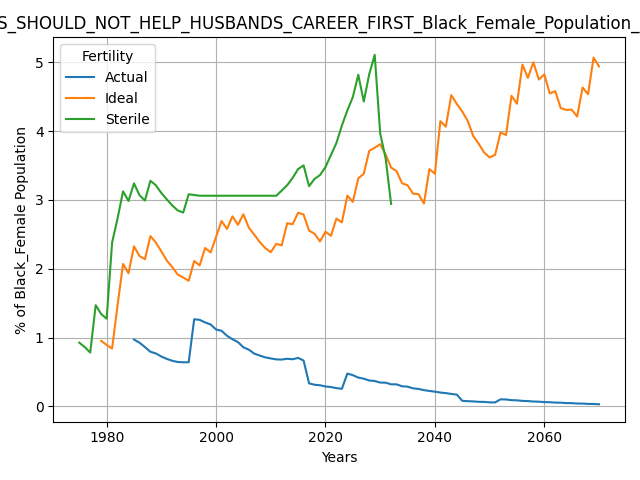 S_SHOULD_NOT_HELP_HUSBANDS_CAREER_FIRST_Black_Female_Population_
Fertility
Actual
Ideal
Sterile
% of Black_Female Population
5
4
3
2
1
0
1980 2000 2020 2040 2060
Years